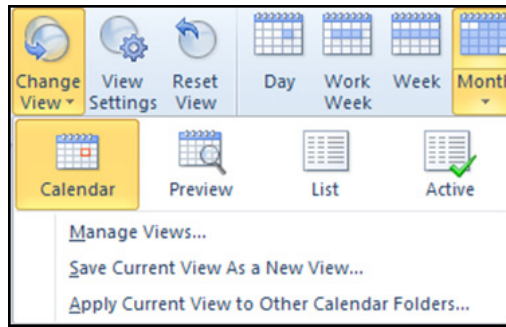 Change View
View Settings
Reset View
Day
Work Week
Week
Month
Calendar
Preview
List
Active
Manage Views...
Save Current View As a New View...
Apply Current View to Other Calendar Folders...